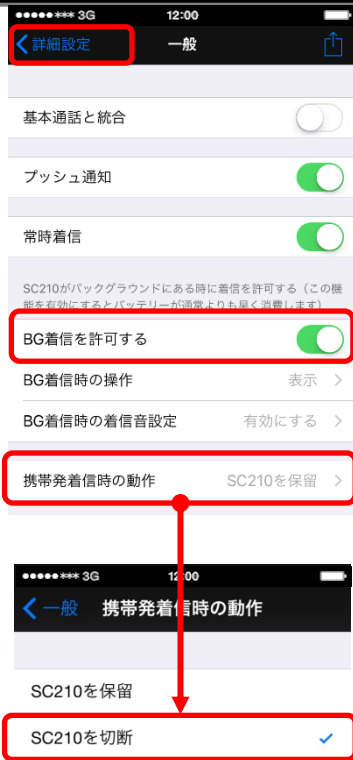 ●●●●●*** 3G 12:00
詳細設定 一般
基本通話と統合
プッシュ通知
常時着信
SC210がバックグラウンドにある時に着信を許可する（この機
能を有効にするとバッテリーが通常よりも早く消費します）
BG着信を許可する
BG着信時の操作 表示
BG着信時の着信音設定 有効にする
携帯発着信時の動作 SC210を保留
●●●●●*** 3G 12:00
一般 携帯発着信時の動作
SC210を保留
SC210を切断